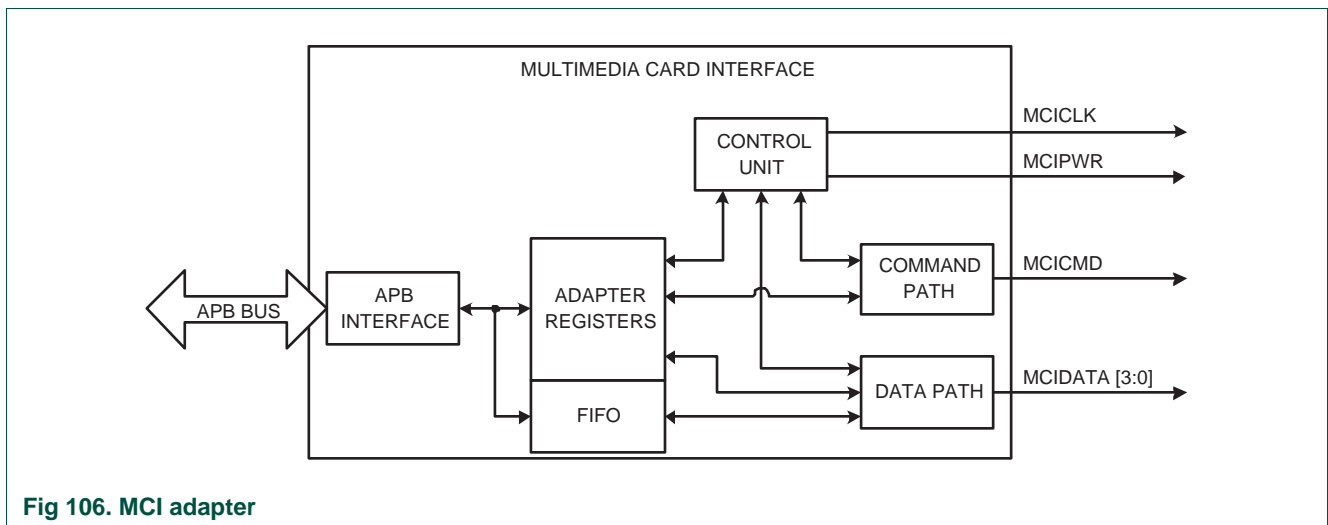 MULTIMEDIA CARD INTERFACE
MCICLK
CONTROL
UNIT
MCIPWR
APB BUS
APB
INTERFACE
ADAPTER
REGISTERS
COMMAND
PATH
MCICMD
FIFO
DATA PATH
MCIDATA [3:0]
Fig 106. MCI adapter